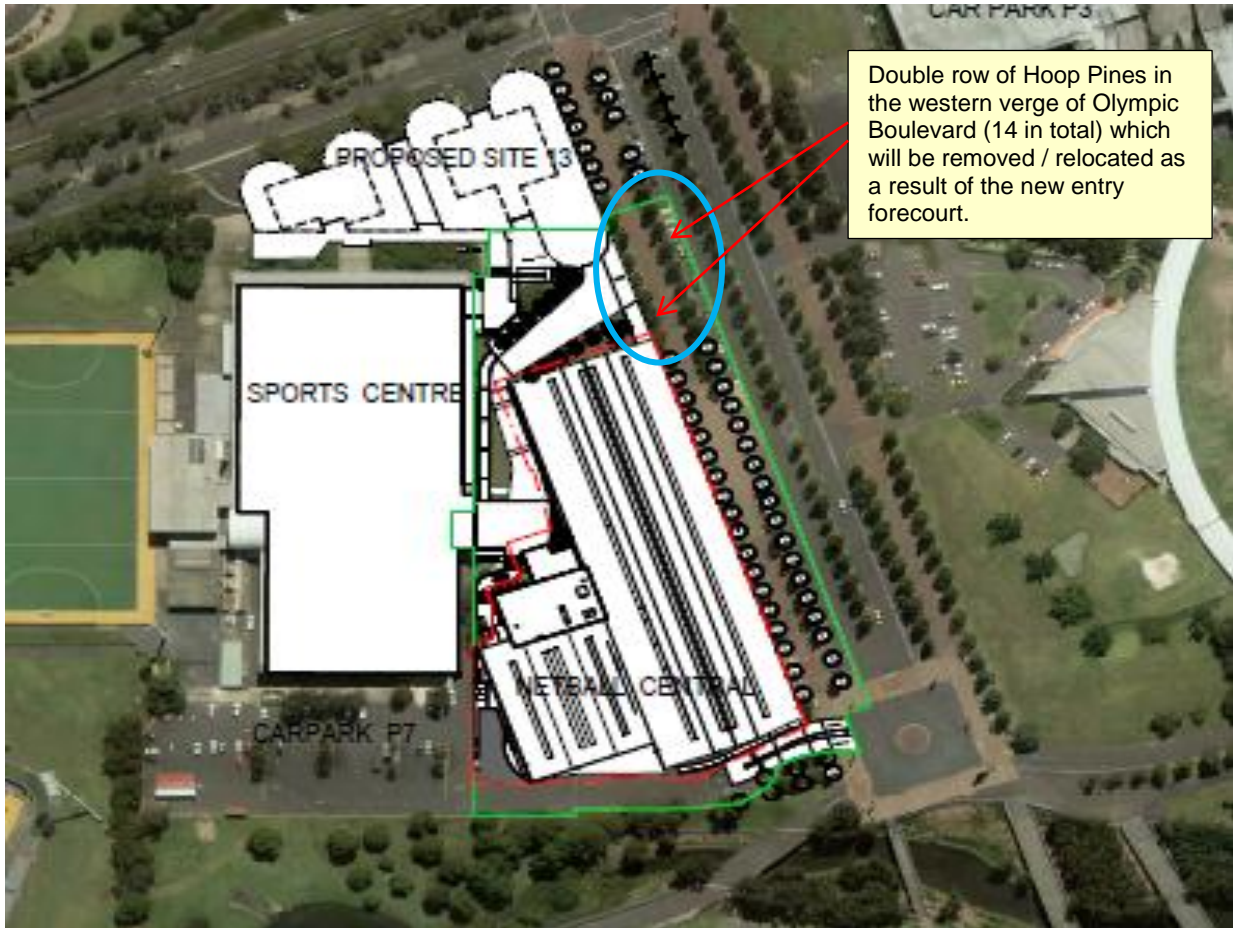 CAR PARK P3
Double row of Hoop Pines in
the western verge of Olympic
Boulevard (14 in total) which
will be removed / relocated as
a result of the new entry
forecourt.
PROPOSED SITE 13
SPORTS CENTRE
NETBALL CENTRAL
CARPARK P7